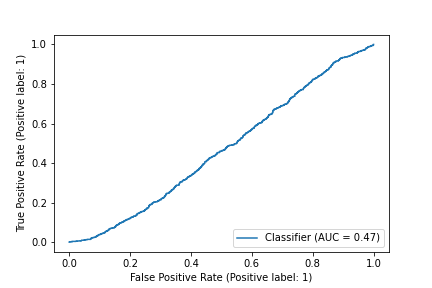 1.0
0.8
0.6
0.4
0.2
0.0
True Positive Rate (Positive label: 1)
Classifier (AUC = 0.47)
0.0 0.2 0.4 0.6 0.8 1.0
False Positive Rate (Positive label: 1)